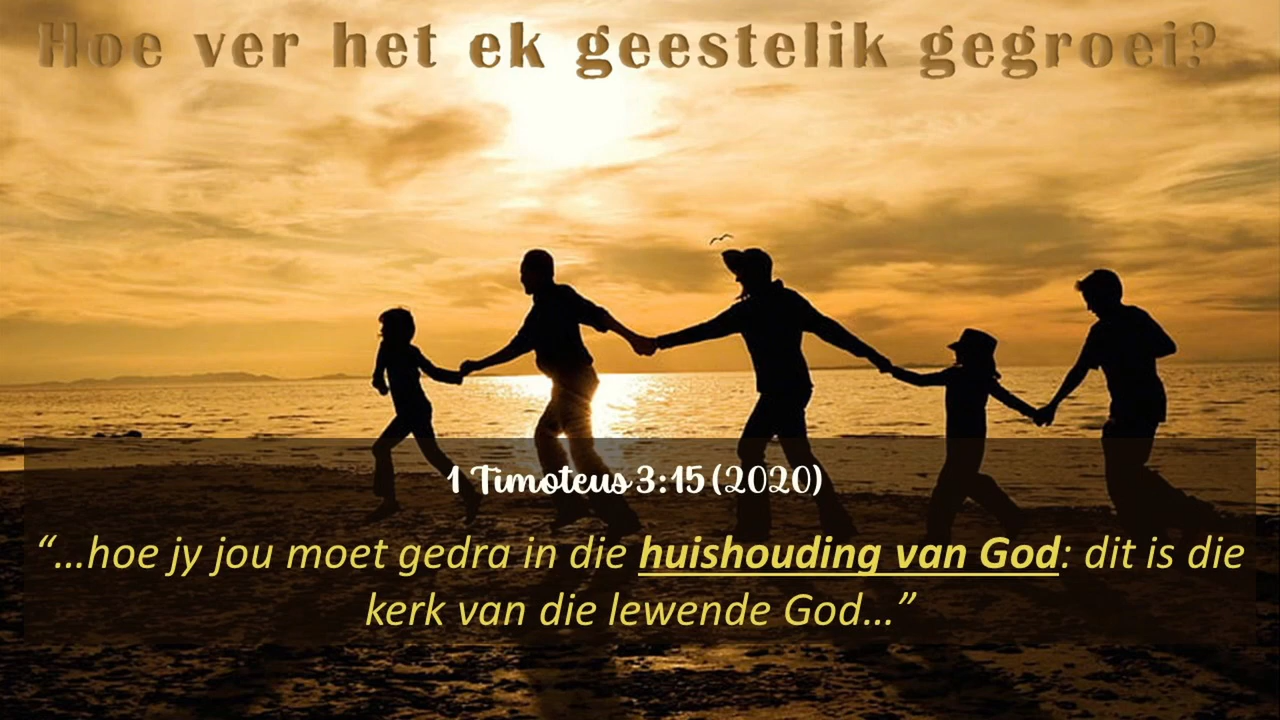 Hoe ver het ek geestelik gegroei?
1 Timoteus 3:15 (2020)
“…hoe jy jou moet gedra in die huishouding van God: dit is die
kerk van die lewende God…”